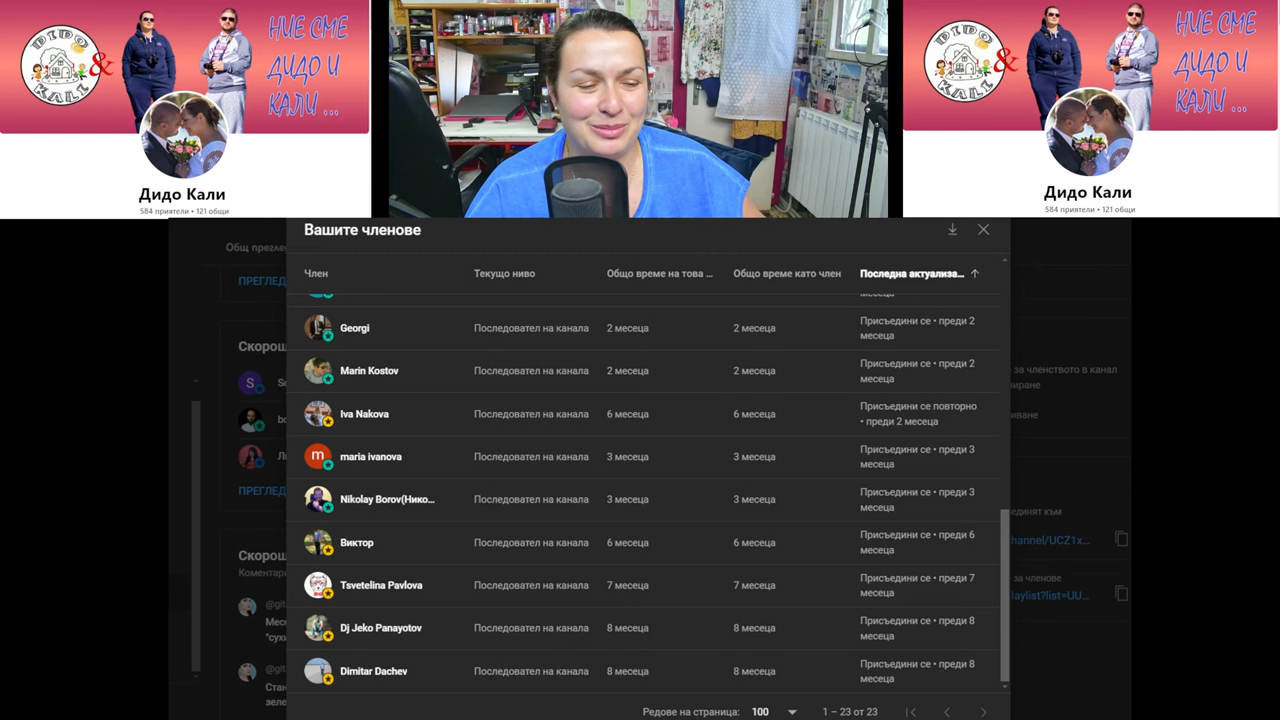 DIDO
&
KALI
НИЕ СМЕ
ДИДО И
КАЛИ ...
Дидо Кали
584 приятели • 121 общи
DIDO
&
KALI
НИЕ СМЕ
ДИДО И
КАЛИ ...
Дидо Кали
584 приятели • 121 общи
Вашите членове
Общ прегле
ПРЕГЛЕД
Член
Текущо ниво
Общо време на това ...
Общо време като член
Последна актуализа...
месеца
Georgi
Последовател на канала
2 месеца
2 месеца
Присъедини се • преди 2
месеца
Скорош
Marin Kostov
Последовател на канала
2 месеца
2 месеца
Присъедини се • преди 2
месеца
за членството в канал
S
Iva Nakova
Последовател на канала
6 месеца
6 месеца
Присъедини се повторно
• преди 2 месеца
m
maria ivanova
Последовател на канала
3 месеца
3 месеца
Присъедини се • преди 3
месеца
ПРЕГЛЕД
Nikolay Borov(Нико...
Последовател на канала
3 месеца
3 месеца
Присъедини се • преди 3
месеца
единят към
Виктор
Последовател на канала
6 месеца
6 месеца
Присъедини се • преди 6
месеца
hannel/UCZ1x...
Скорош
Коментари
Tsvetelina Pavlova
Последовател на канала
7 месеца
7 месеца
Присъедини се • преди 7
месеца
за членове
laylist?list=UU...
@git
Месе
"сухи
Dj Jeko Panayotov
Последовател на канала
8 месеца
8 месеца
Присъедини се • преди 8
месеца
@git
Стан
зеле
Dimitar Dachev
Последовател на канала
8 месеца
8 месеца
Присъедини се • преди 8
месеца
Редове на страница:
100
1 – 23 от 23